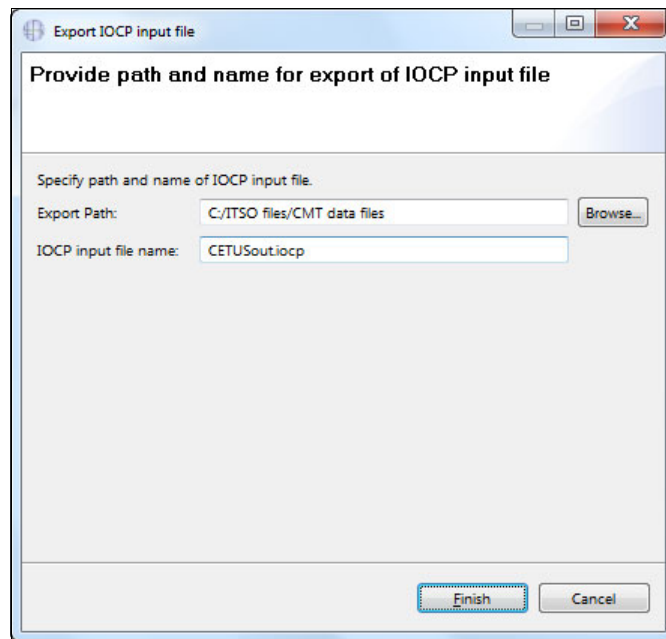 Export IOCP input file
Provide path and name for export of IOCP input file
Specify path and name of IOCP input file.
Export Path: C:/ITSO files/CMT data files Browse...
IOCP input file name: CETUSout.iocp
Finish Cancel